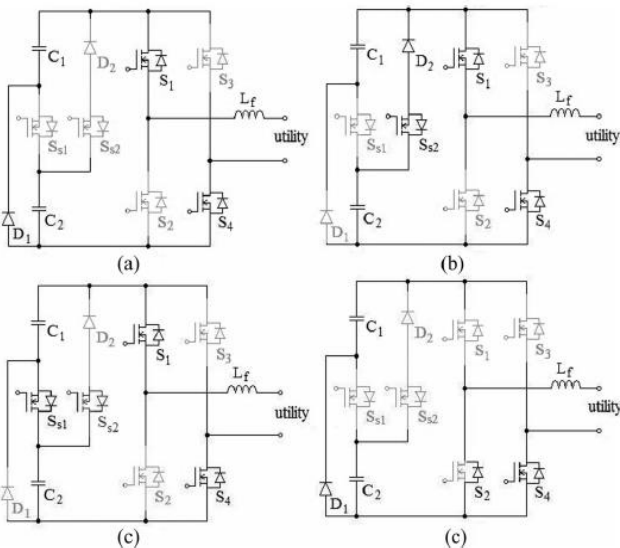 C1
D2
S1
S3
Lf
Ss1
Ss2
utility
D1
C2
S2
S4
(a)
C1
D2
S1
S3
Lf
Ss1
Ss2
utility
D1
C2
S2
S4
(b)
C1
D2
S1
S3
Lf
Ss1
Ss2
utility
D1
C2
S2
S4
(c)
C1
D2
S1
S3
Lf
Ss1
Ss2
utility
D1
C2
S2
S4
(c)